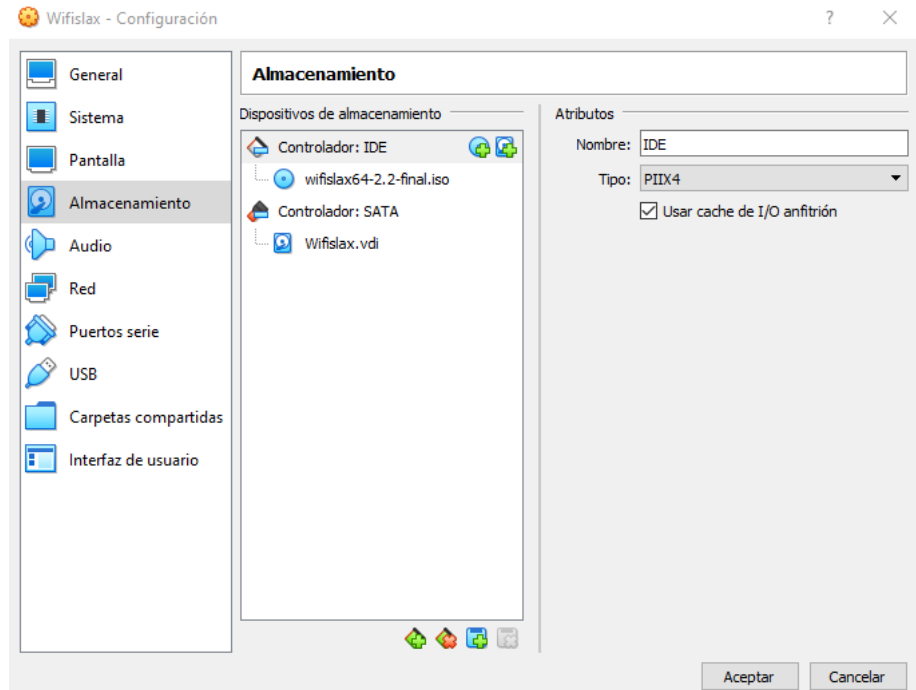 Wifislax - Configuración
?
General
Sistema
Pantalla
Almacenamiento
Audio
Red
Puertos serie
USB
Carpetas compartidas
Interfaz de usuario
Almacenamiento
Dispositivos de almacenamiento
Controlador: IDE
wifislax64-2.2-final.iso
Controlador: SATA
Wifislax.vdi
Atributos
Nombre: IDE
Tipo: PIIX4
Usar cache de I/O anfitrión
Aceptar
Cancelar